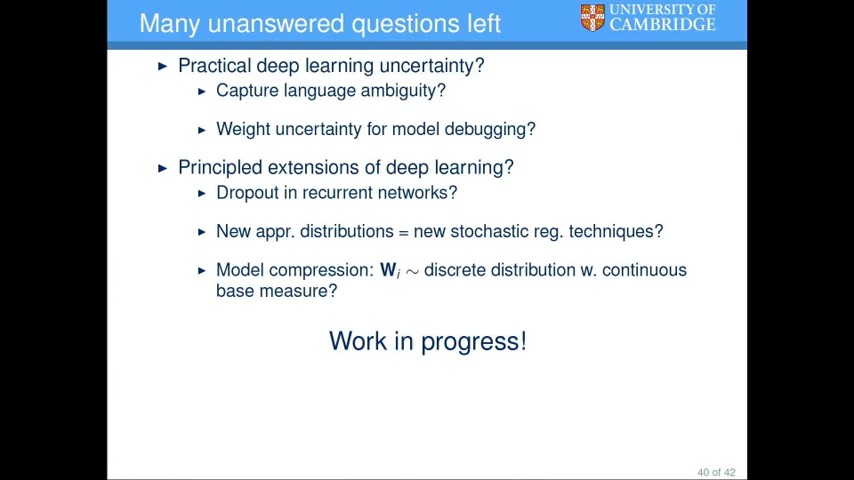 Many unanswered questions left
UNIVERSITY OF
CAMBRIDGE
▶ Practical deep learning uncertainty?
▶ Capture language ambiguity?
▶ Weight uncertainty for model debugging?
▶ Principled extensions of deep learning?
▶ Dropout in recurrent networks?
▶ New appr. distributions = new stochastic reg. techniques?
▶ Model compression: Wᵢ ∼ discrete distribution w. continuous
base measure?
Work in progress!
40 of 42